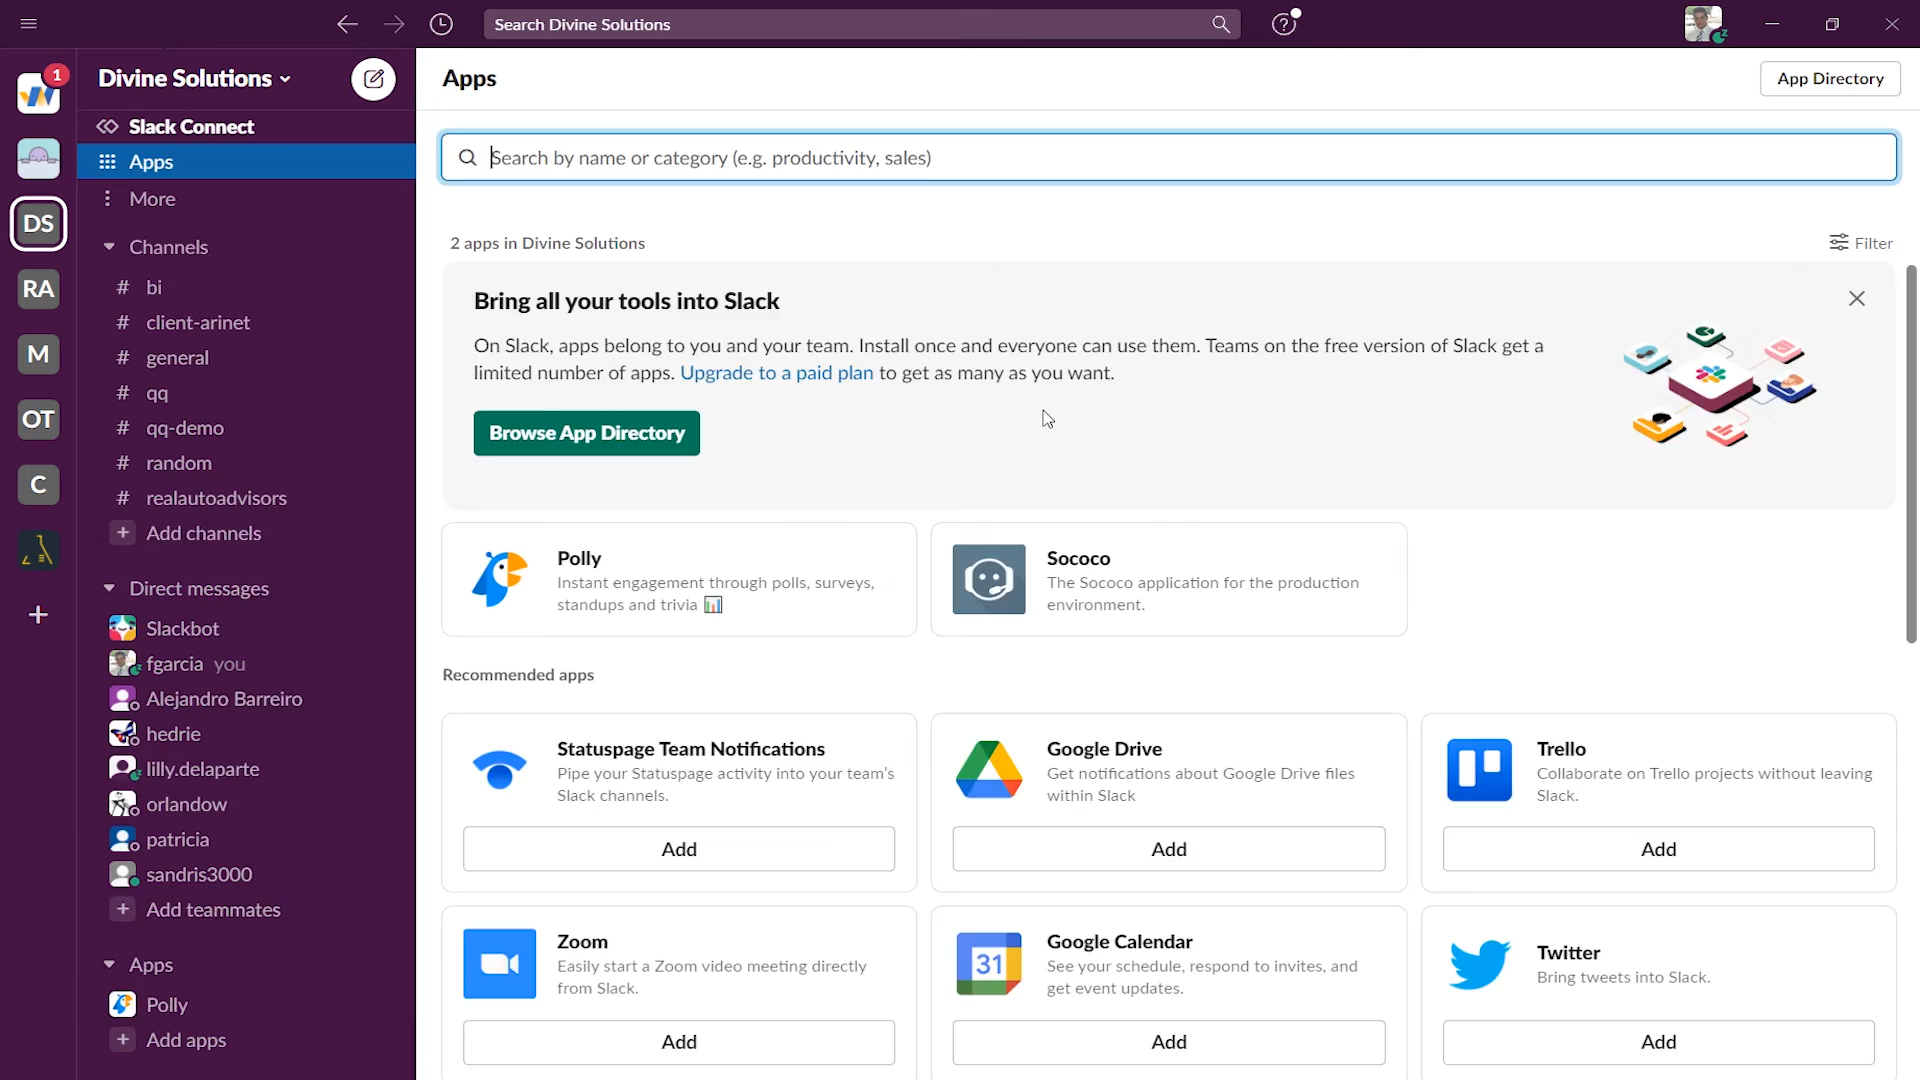 Search Divine Solutions
1
DS
RA
M
OT
C
Divine Solutions
Slack Connect
Apps
More
Channels
# bi
# client-arinet
# general
# qq
# qq-demo
# random
# realautoadvisors
+ Add channels
Direct messages
Slackbot
fgarcia you
Alejandro Barreiro
hedrie
lilly.delaparte
orlandow
patricia
sandris3000
+ Add teammates
Apps
Polly
+ Add apps
Apps
App Directory
Search by name or category (e.g. productivity, sales)
2 apps in Divine Solutions
Filter
Bring all your tools into Slack
On Slack, apps belong to you and your team. Install once and everyone can use them. Teams on the free version of Slack get a
limited number of apps. Upgrade to a paid plan to get as many as you want.
Browse App Directory
Polly
Instant engagement through polls, surveys,
standups and trivia 📊
Sococo
The Sococo application for the production
environment.
Recommended apps
Statuspage Team Notifications
Pipe your Statuspage activity into your team's
Slack channels.
Add
Google Drive
Get notifications about Google Drive files
within Slack
Add
Trello
Collaborate on Trello projects without leaving
Slack.
Add
Zoom
Easily start a Zoom video meeting directly
from Slack.
Add
31
Google Calendar
See your schedule, respond to invites, and
get event updates.
Add
Twitter
Bring tweets into Slack.
Add